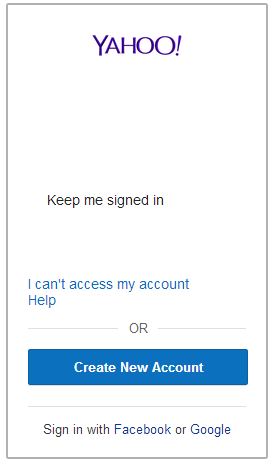 YAHOO!
Keep me signed in
I can't access my account
Help
OR
Create New Account
Sign in with Facebook or Google